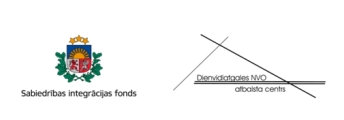 Sabiedrības integrācijas fonds
Dienvidlatgales NVO
atbalsta centrs